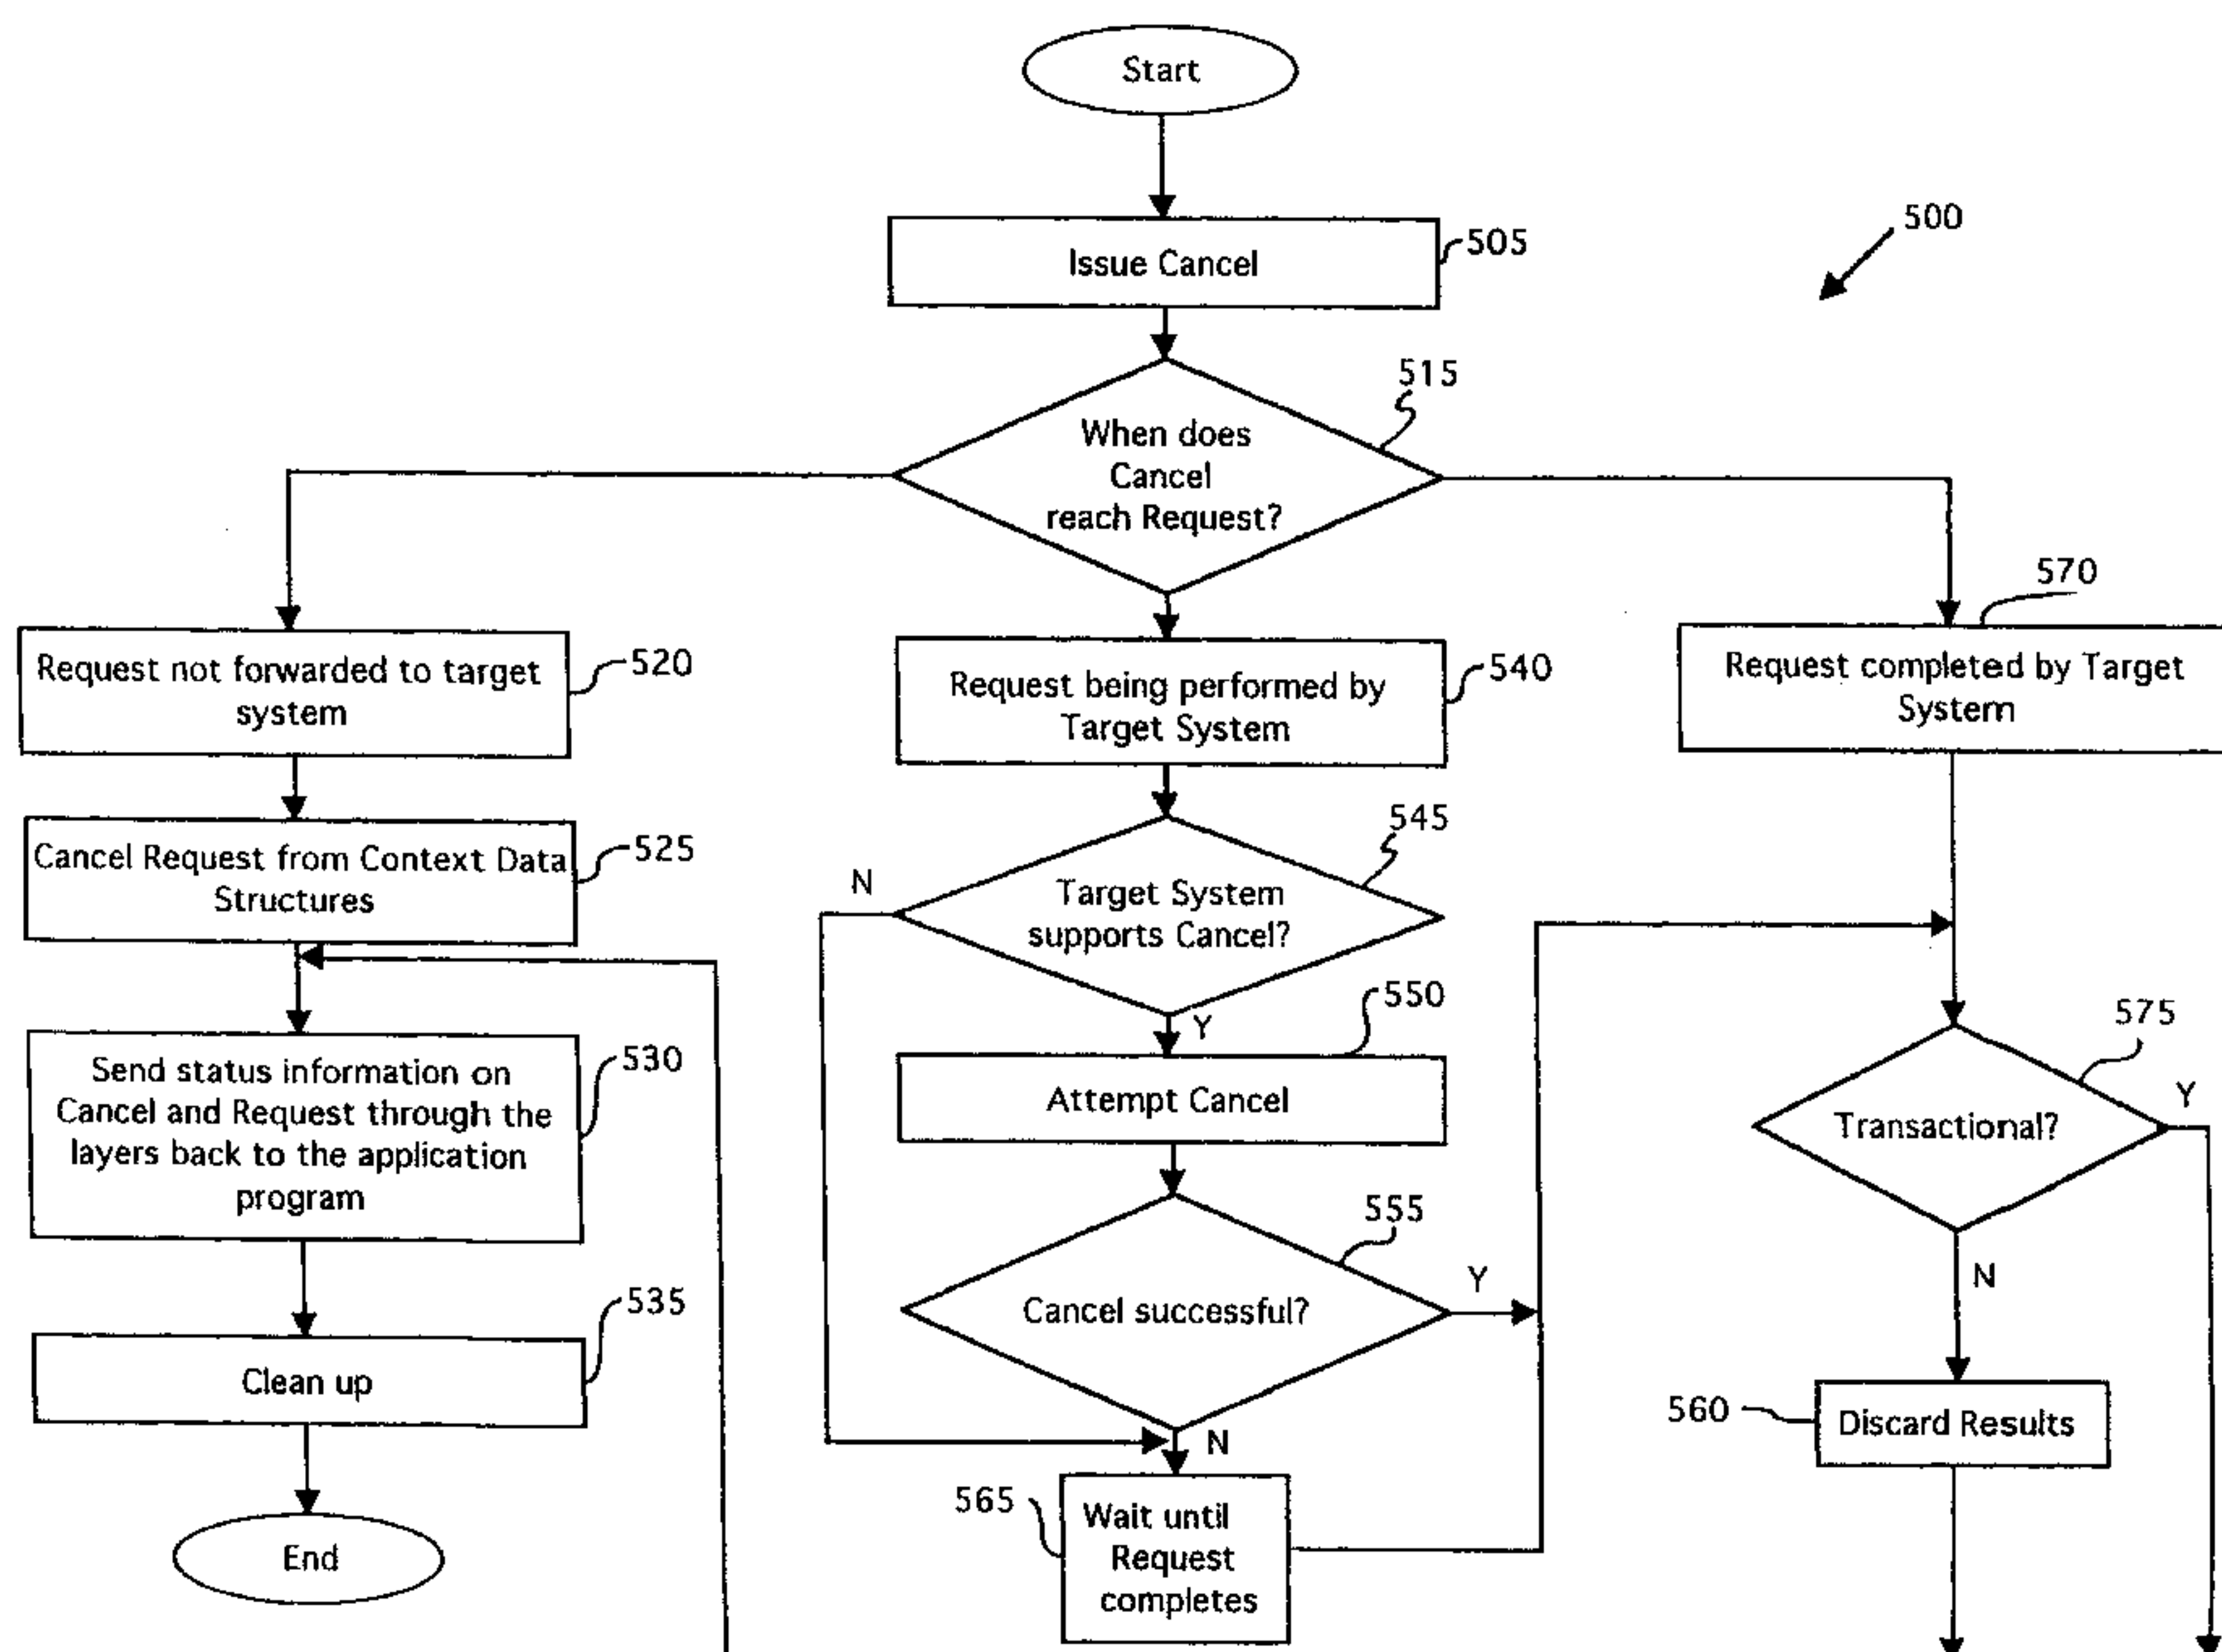 Start
500
Issue Cancel
505
515
When does
Cancel
reach Request?
570
Request not forwarded to target
system
520
Request being performed by
Target System
540
Request completed by Target
System
Cancel Request from Context Data
Structures
525
545
N
Target System
supports Cancel?
Y
550
Attempt Cancel
575
Y
Transactional?
N
Send status information on
Cancel and Request through the
layers back to the application
program
530
555
Cancel successful?
Y
N
535
Clean up
560
Discard Results
565
Wait until
Request
completes
End